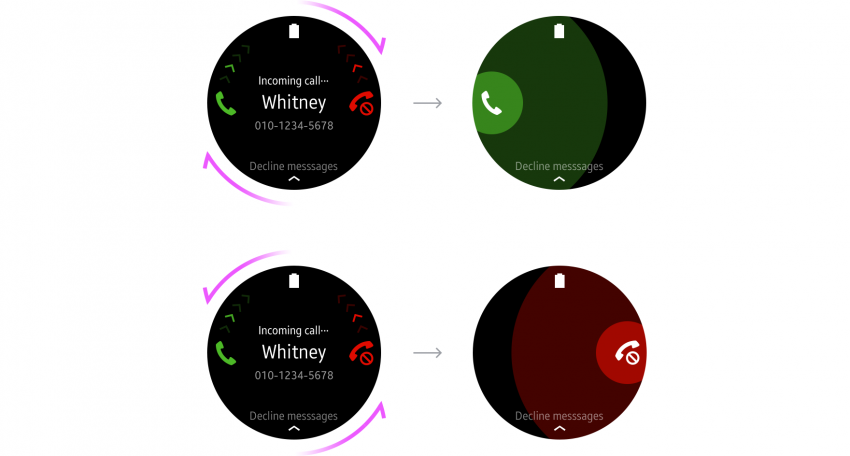 Incoming call···
Whitney
010-1234-5678
Decline messsages
Decline messsages
Incoming call···
Whitney
010-1234-5678
Decline messsages
Decline messsages